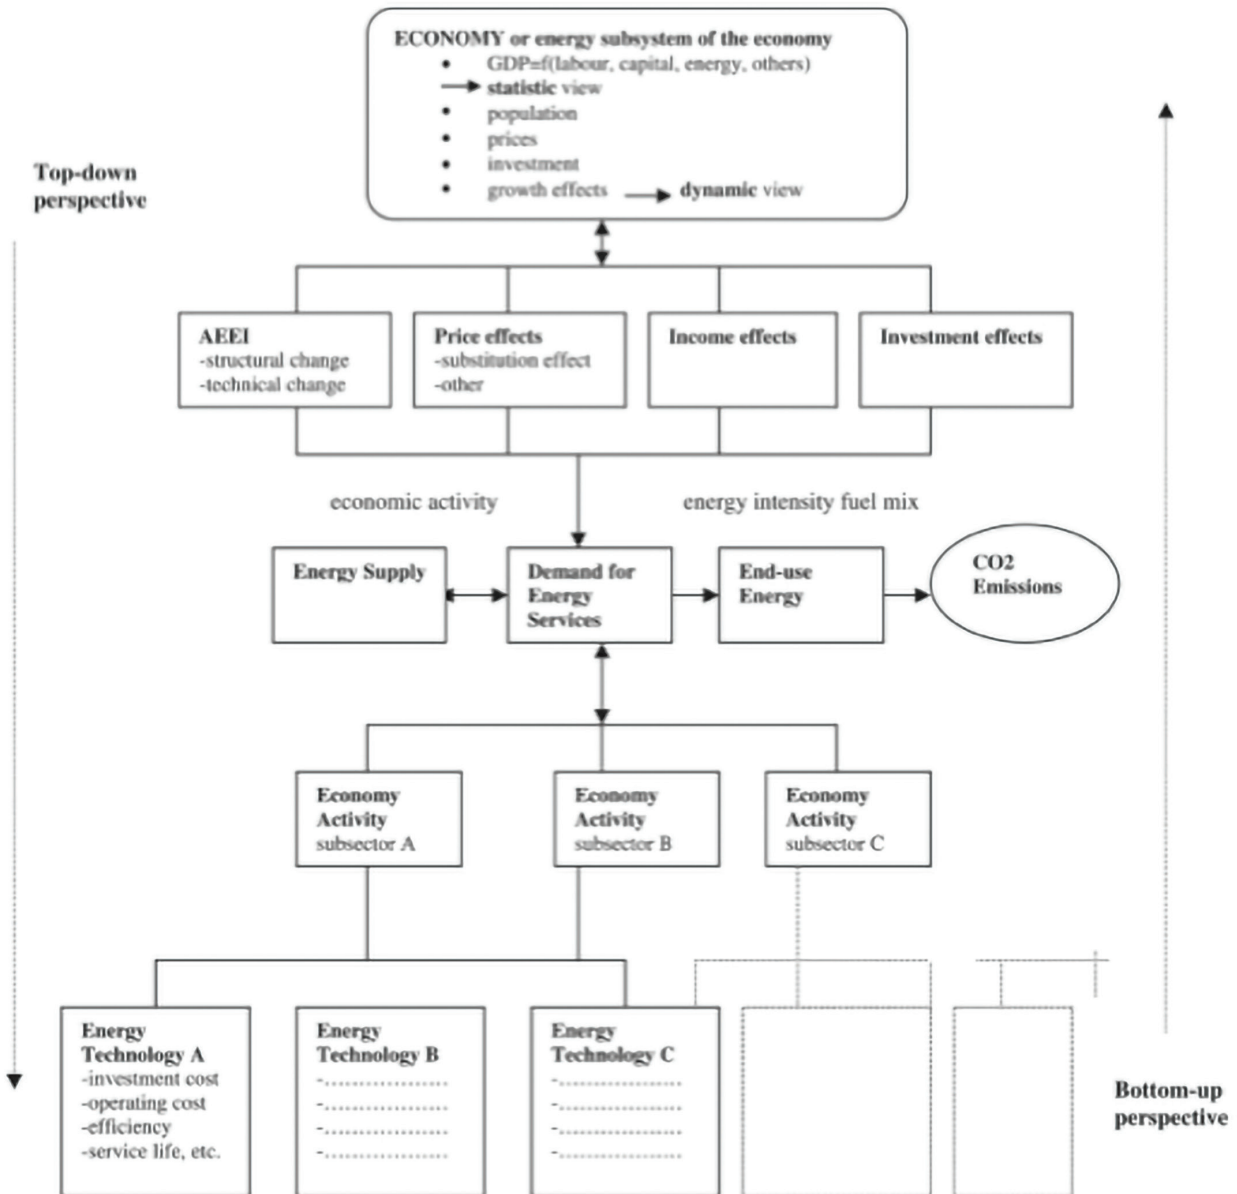 ECONOMY or energy subsystem of the economy
• GDP=f(labour, capital, energy, others)
statistic view
• population
• prices
• investment
• growth effects dynamic view
Top-down
perspective
AEEI
-structural change
-technical change
Price effects
-substitution effect
-other
Income effects
Investment effects
economic activity
energy intensity fuel mix
Energy Supply
Demand for
Energy
Services
End-use
Energy
CO2
Emissions
Economy
Activity
subsector A
Economy
Activity
subsector B
Economy
Activity
subsector C
Energy
Technology A
-investment cost
-operating cost
-efficiency
-service life, etc.
Energy
Technology B
-..................
-..................
-..................
-..................
Energy
Technology C
-..................
-..................
-..................
-..................
Bottom-up
perspective